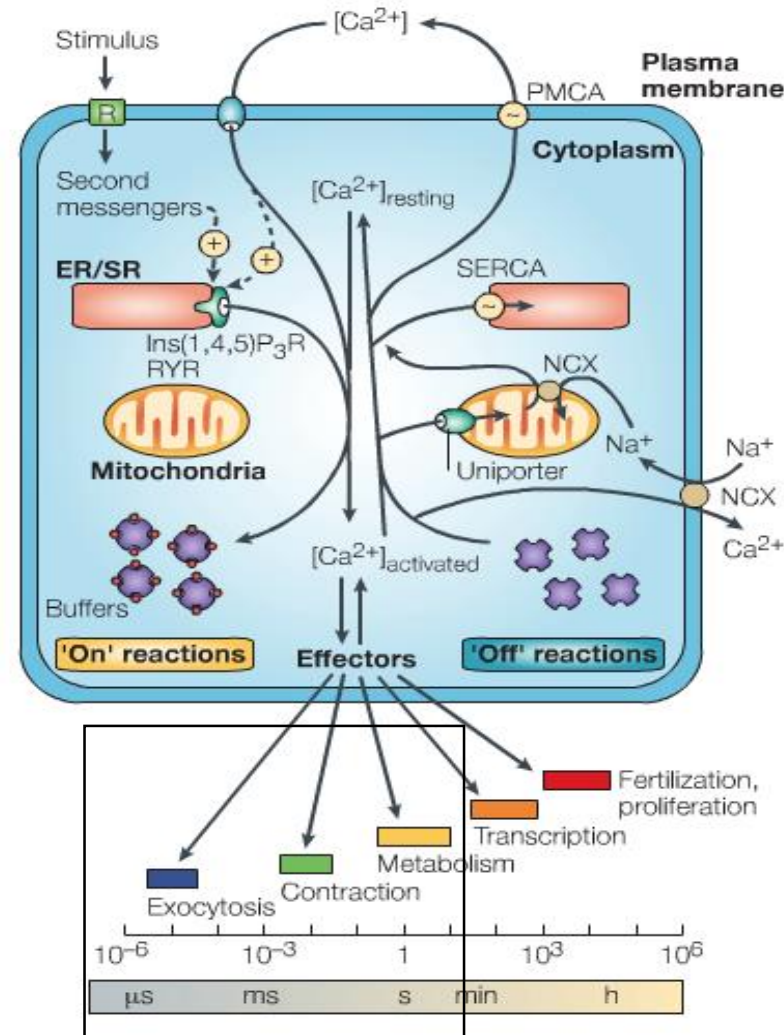 [Ca²⁺]
Stimulus
PMCA
Plasma
membrane
R
~
Cytoplasm
Second
messengers
[Ca²⁺]resting
+
+
ER/SR
SERCA
~
Ins(1,4,5)P₃R
RYR
NCX
Mitochondria
Uniporter
Na⁺
Na⁺
NCX
Ca²⁺
[Ca²⁺]activated
Buffers
'On' reactions
Effectors
'Off' reactions
Fertilization,
proliferation
Transcription
Metabolism
Contraction
Exocytosis
10⁻⁶ 10⁻³ 1 10³ 10⁶
µs ms s min h